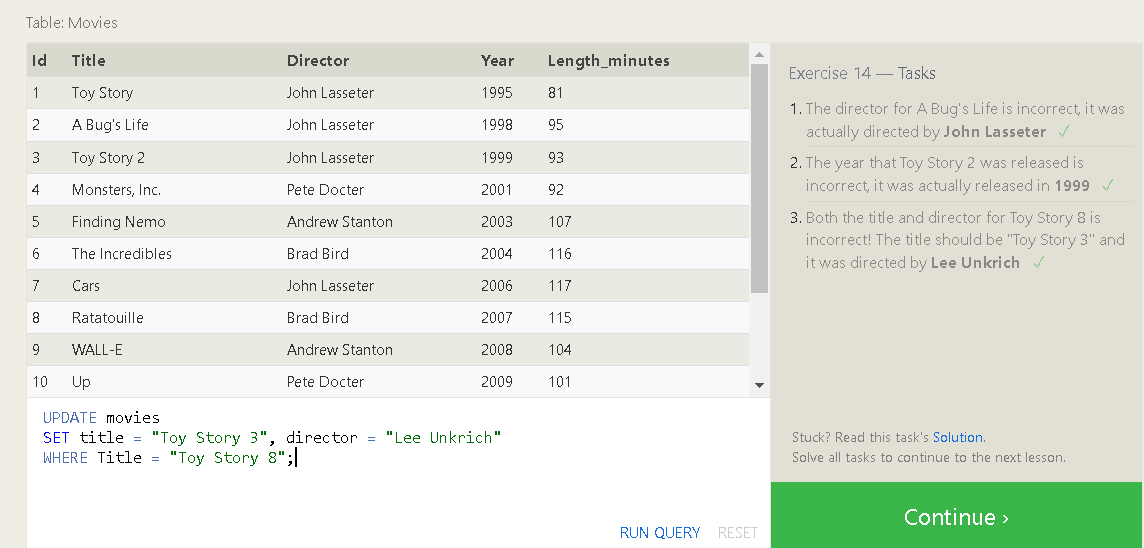 Table: Movies
Id Title Director Year Length_minutes
1 Toy Story John Lasseter 1995 81
2 A Bug's Life John Lasseter 1998 95
3 Toy Story 2 John Lasseter 1999 93
4 Monsters, Inc. Pete Docter 2001 92
5 Finding Nemo Andrew Stanton 2003 107
6 The Incredibles Brad Bird 2004 116
7 Cars John Lasseter 2006 117
8 Ratatouille Brad Bird 2007 115
9 WALL-E Andrew Stanton 2008 104
10 Up Pete Docter 2009 101
UPDATE movies
SET title = "Toy Story 3", director = "Lee Unkrich"
WHERE Title = "Toy Story 8";
RUN QUERY RESET
Exercise 14 — Tasks
1. The director for A Bug's Life is incorrect, it was
actually directed by John Lasseter ✓
2. The year that Toy Story 2 was released is
incorrect, it was actually released in 1999 ✓
3. Both the title and director for Toy Story 8 is
incorrect! The title should be "Toy Story 3" and
it was directed by Lee Unkrich ✓
Stuck? Read this task's Solution.
Solve all tasks to continue to the next lesson.
Continue ›